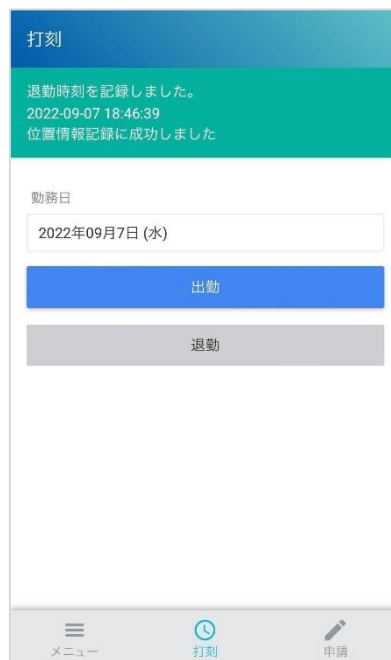 打刻
退勤時刻を記録しました。
2022-09-07 18:46:39
位置情報記録に成功しました
勤務日
2022年09月7日 (水)
出勤
退勤
メニュー
打刻
申請